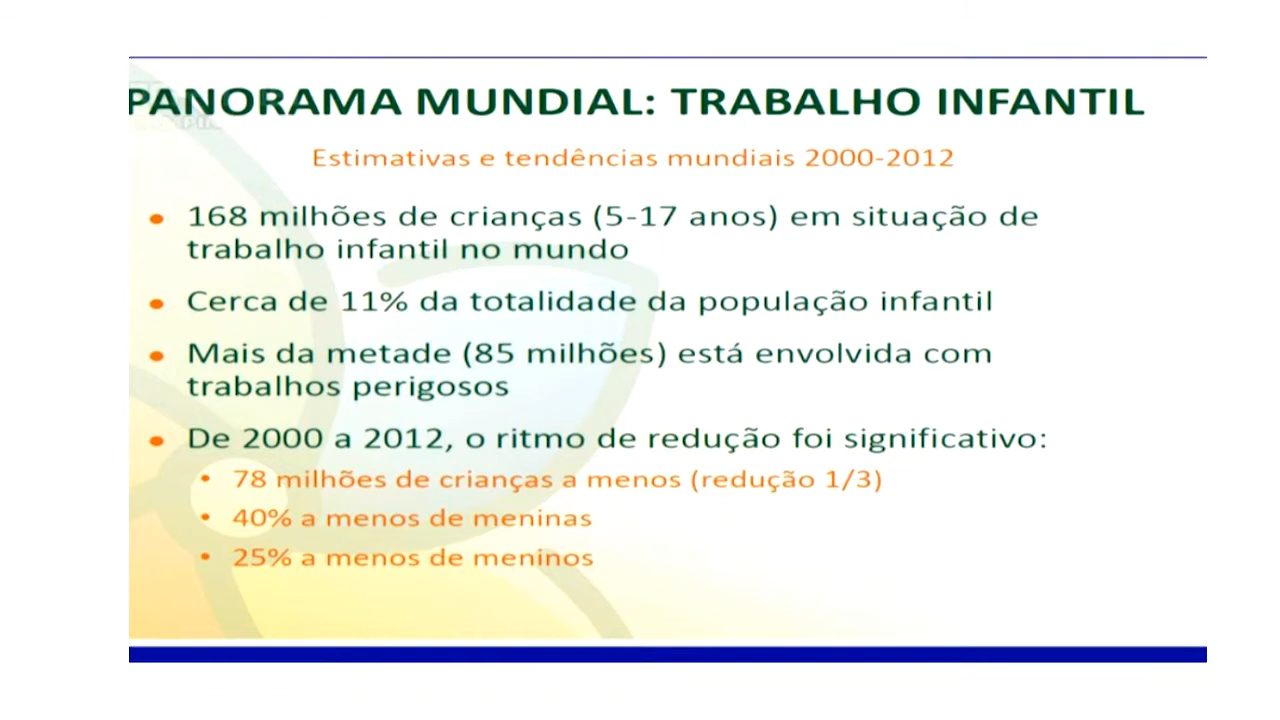 PANORAMA MUNDIAL: TRABALHO INFANTIL
Estimativas e tendências mundiais 2000-2012
• 168 milhões de crianças (5-17 anos) em situação de
trabalho infantil no mundo
• Cerca de 11% da totalidade da população infantil
• Mais da metade (85 milhões) está envolvida com
trabalhos perigosos
• De 2000 a 2012, o ritmo de redução foi significativo:
• 78 milhões de crianças a menos (redução 1/3)
• 40% a menos de meninas
• 25% a menos de meninos